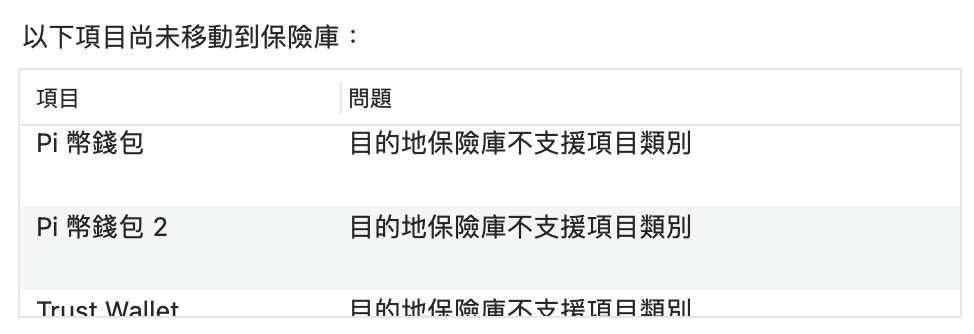 以下項目尚未移動到保險庫：
項目 問題
Pi 幣錢包 目的地保險庫不支援項目類別
Pi 幣錢包 2 目的地保險庫不支援項目類別
Trust Wallet 目的地保險庫不支援項目類別